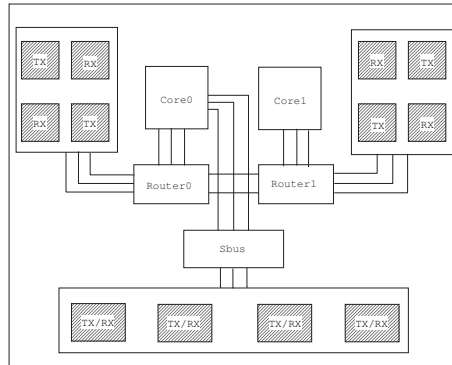 TX RX RX TX
Core0 Core1
RX TX TX RX
Router0 Router1
Sbus
TX/RX TX/RX TX/RX TX/RX